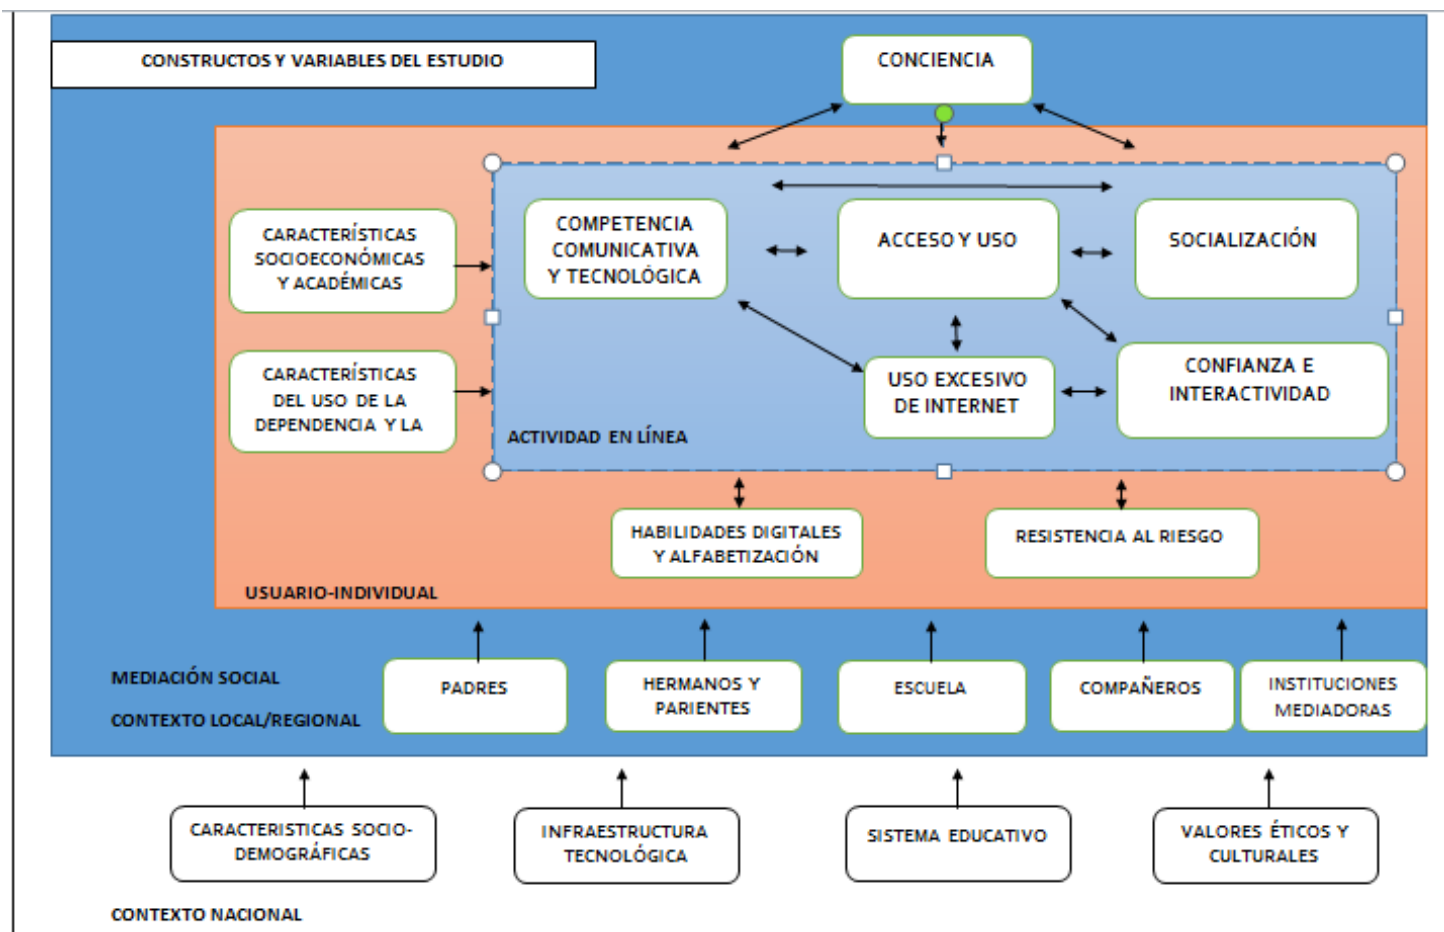 CONSTRUCTOS Y VARIABLES DEL ESTUDIO
CONCIENCIA
CARACTERÍSTICAS
SOCIOECONÓMICAS
Y ACADÉMICAS
COMPETENCIA
COMUNICATIVA
Y TECNOLÓGICA
ACCESO Y USO
SOCIALIZACIÓN
CARACTERÍSTICAS
DEL USO DE LA
DEPENDENCIA Y LA
USO EXCESIVO
DE INTERNET
CONFIANZA E
INTERACTIVIDAD
ACTIVIDAD EN LÍNEA
HABILIDADES DIGITALES
Y ALFABETIZACIÓN
RESISTENCIA AL RIESGO
USUARIO-INDIVIDUAL
MEDIACIÓN SOCIAL
CONTEXTO LOCAL/REGIONAL
PADRES
HERMANOS Y
PARIENTES
ESCUELA
COMPAÑEROS
INSTITUCIONES
MEDIADORAS
CARACTERISTICAS SOCIO-
DEMOGRÁFICAS
INFRAESTRUCTURA
TECNOLÓGICA
SISTEMA EDUCATIVO
VALORES ÉTICOS Y
CULTURALES
CONTEXTO NACIONAL